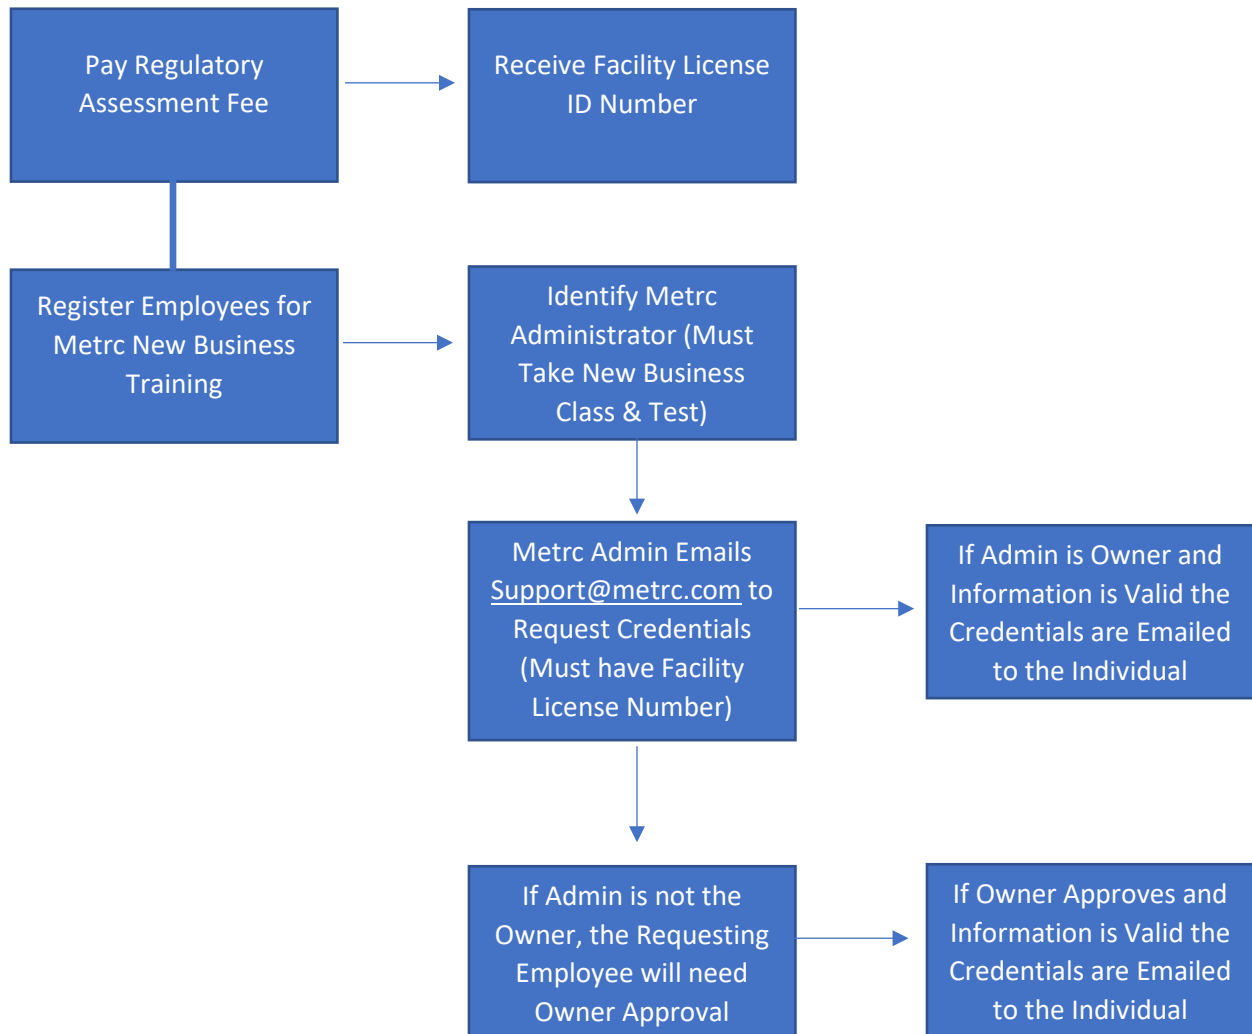 Pay Regulatory
Assessment Fee
Receive Facility License
ID Number
Register Employees for
Metrc New Business
Training
Identify Metrc
Administrator (Must
Take New Business
Class & Test)
Metrc Admin Emails
Support@metrc.com to
Request Credentials
(Must have Facility
License Number)
If Admin is Owner and
Information is Valid the
Credentials are Emailed
to the Individual
If Admin is not the
Owner, the Requesting
Employee will need
Owner Approval
If Owner Approves and
Information is Valid the
Credentials are Emailed
to the Individual